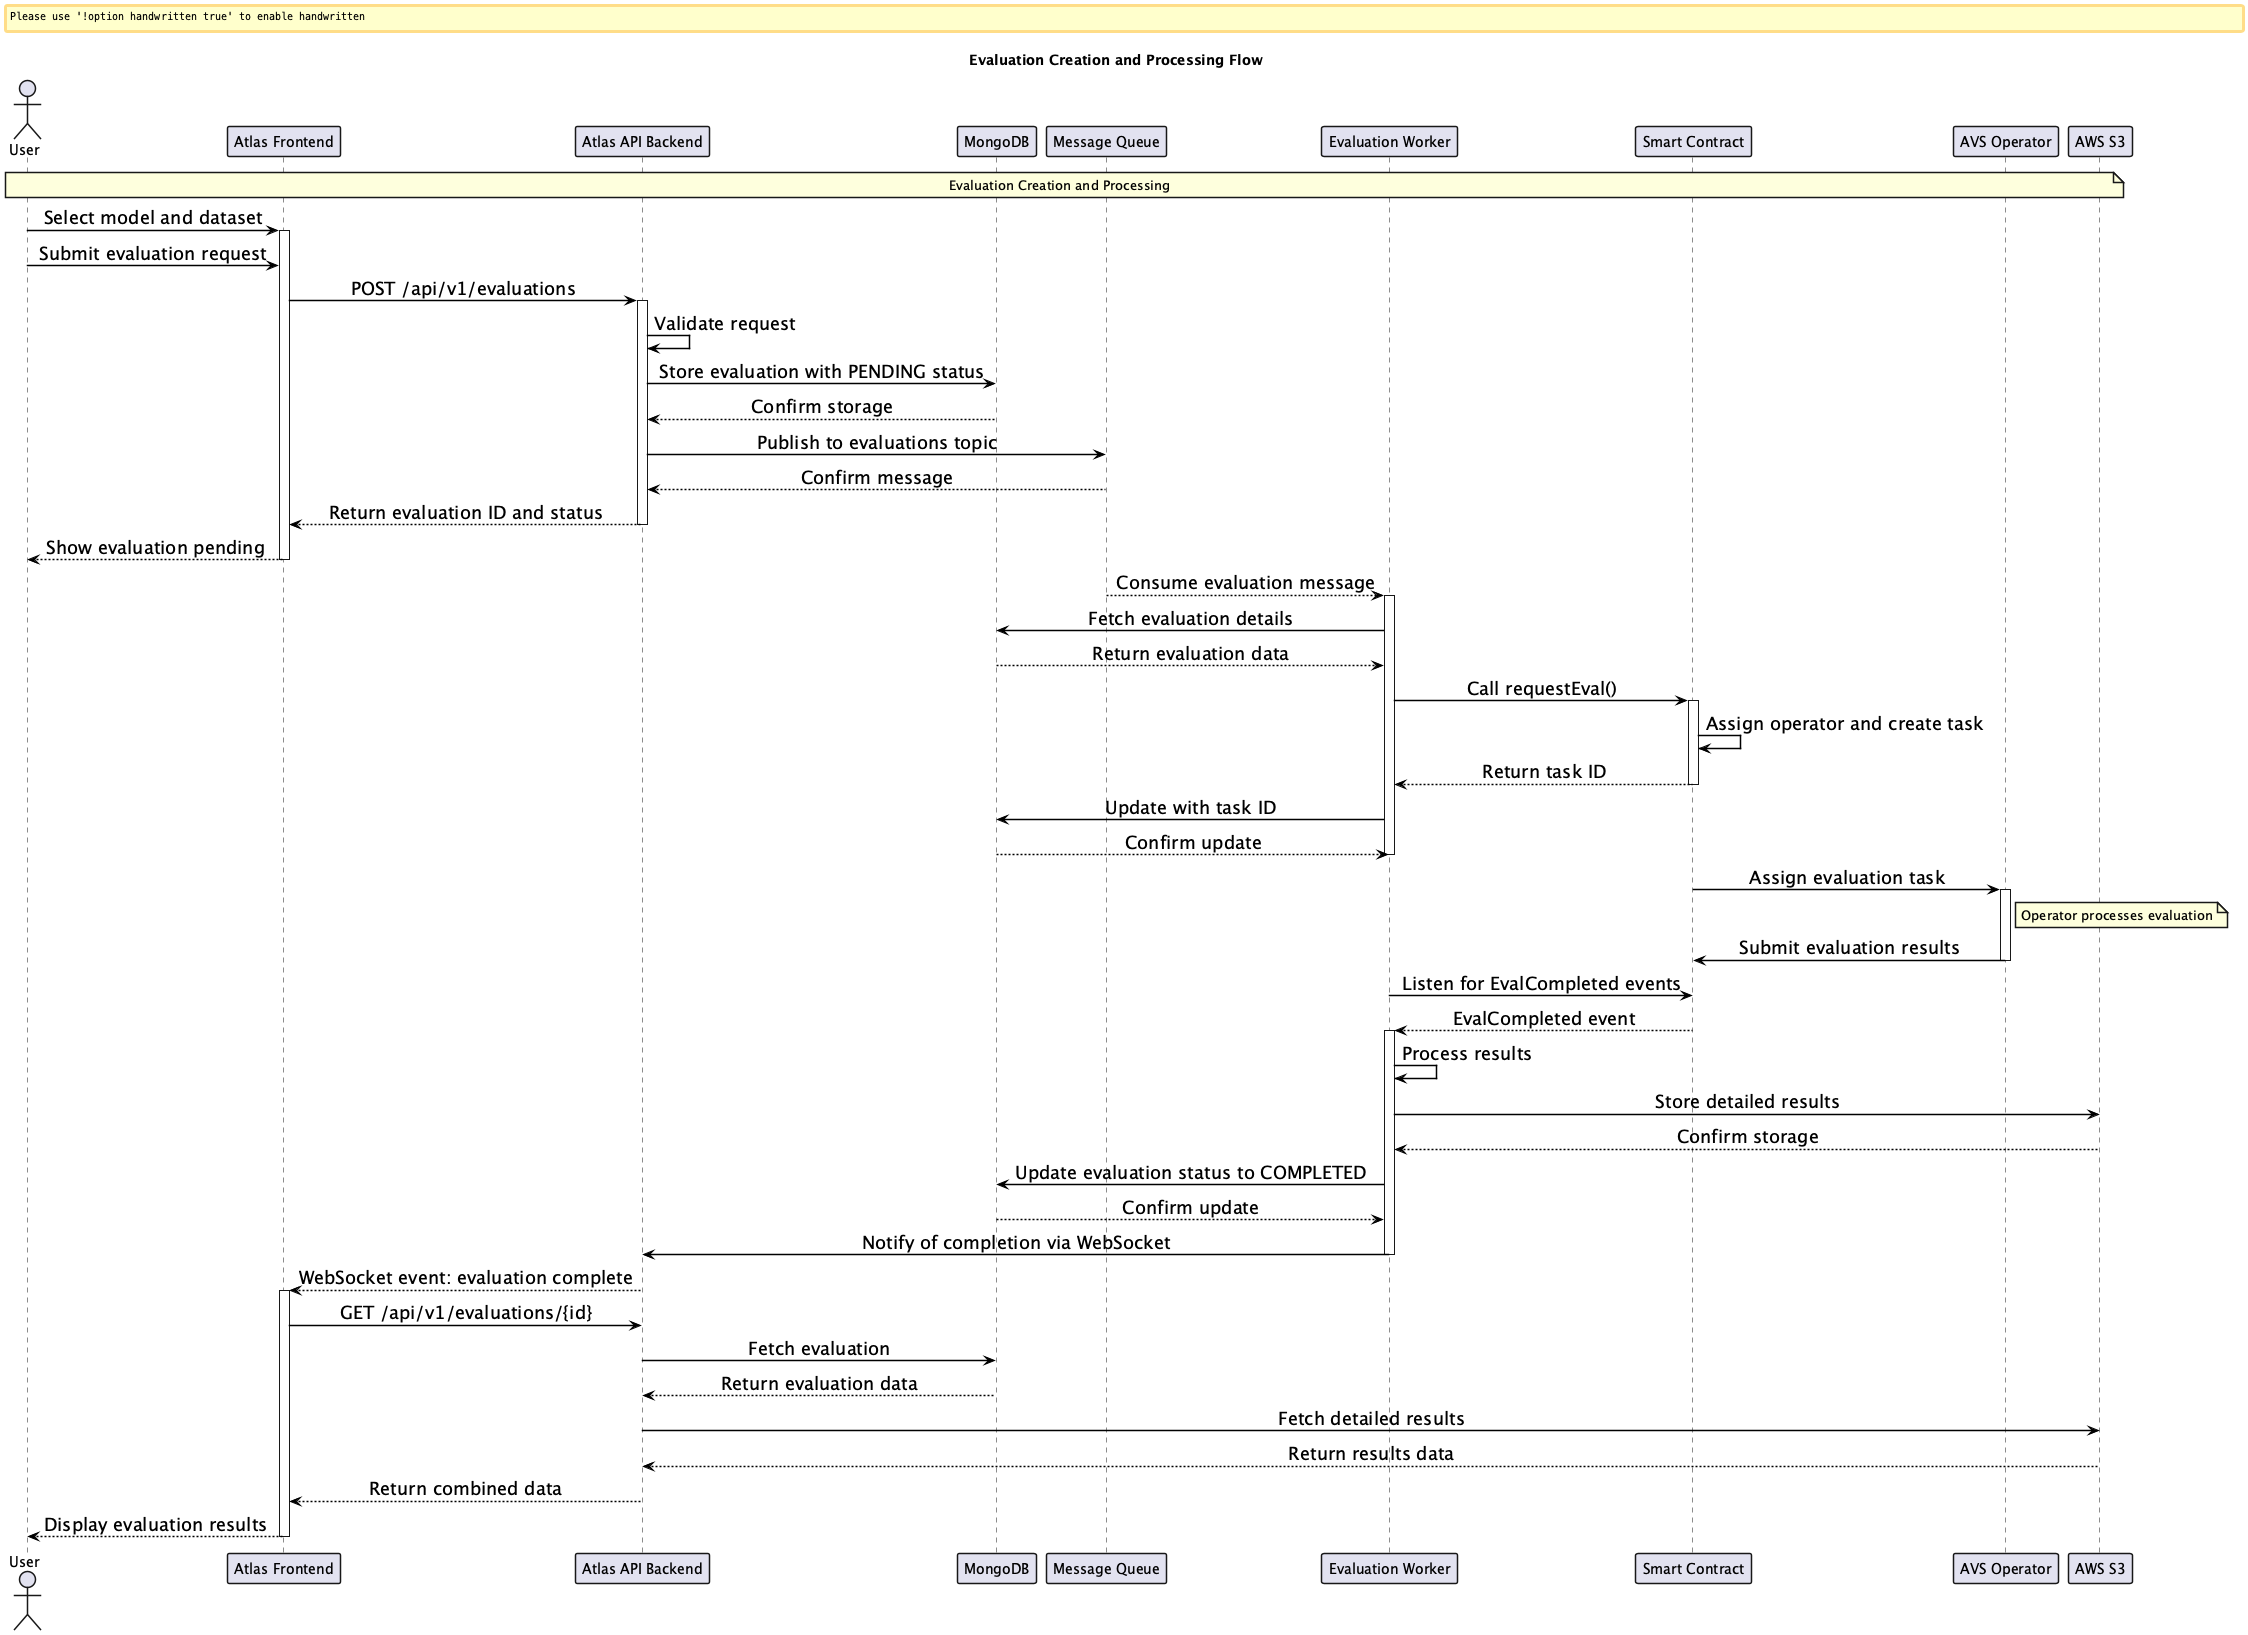 Please use '!option handwritten true' to enable handwritten
Evaluation Creation and Processing Flow
User
Atlas Frontend
Atlas API Backend
MongoDB
Message Queue
Evaluation Worker
Smart Contract
AVS Operator
AWS S3
Evaluation Creation and Processing
Select model and dataset
Submit evaluation request
POST /api/v1/evaluations
Validate request
Store evaluation with PENDING status
Confirm storage
Publish to evaluations topic
Confirm message
Return evaluation ID and status
Show evaluation pending
Consume evaluation message
Fetch evaluation details
Return evaluation data
Call requestEval()
Assign operator and create task
Return task ID
Update with task ID
Confirm update
Assign evaluation task
Operator processes evaluation
Submit evaluation results
Listen for EvalCompleted events
EvalCompleted event
Process results
Store detailed results
Confirm storage
Update evaluation status to COMPLETED
Confirm update
Notify of completion via WebSocket
WebSocket event: evaluation complete
GET /api/v1/evaluations/{id}
Fetch evaluation
Return evaluation data
Fetch detailed results
Return results data
Return combined data
Display evaluation results
User
Atlas Frontend
Atlas API Backend
MongoDB
Message Queue
Evaluation Worker
Smart Contract
AVS Operator
AWS S3